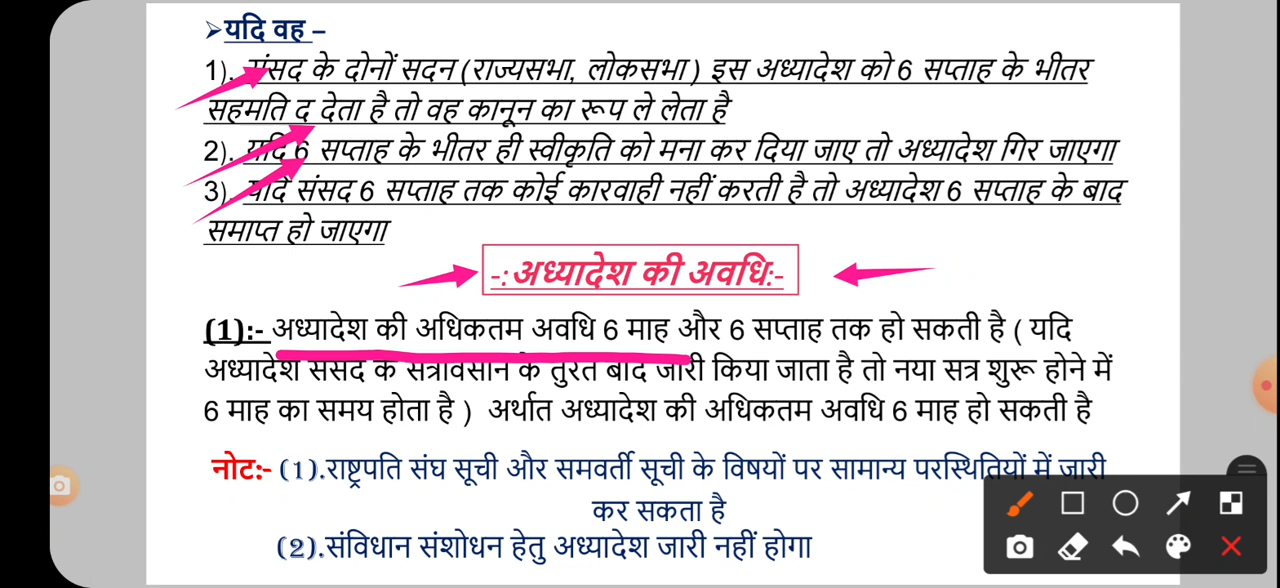 ➢यदि वह –
1). संसद के दोनों सदन (राज्यसभा, लोकसभा ) इस अध्यादेश को 6 सप्ताह के भीतर
सहमति द देता है तो वह कानून का रूप ले लेता है
2). यदि 6 सप्ताह के भीतर ही स्वीकृति को मना कर दिया जाए तो अध्यादेश गिर जाएगा
3). यदि संसद 6 सप्ताह तक कोई कारवाही नहीं करती है तो अध्यादेश 6 सप्ताह के बाद
समाप्त हो जाएगा
-:अध्यादेश की अवधि:-
(1):- अध्यादेश की अधिकतम अवधि 6 माह और 6 सप्ताह तक हो सकती है ( यदि
अध्यादेश संसद के सत्रावसान के तुरंत बाद जारी किया जाता है तो नया सत्र शुरू होने में
6 माह का समय होता है ) अर्थात अध्यादेश की अधिकतम अवधि 6 माह हो सकती है
नोट:- (1).राष्ट्रपति संघ सूची और समवर्ती सूची के विषयों पर सामान्य परस्थितियों में जारी
कर सकता है
(2).संविधान संशोधन हेतु अध्यादेश जारी नहीं होगा